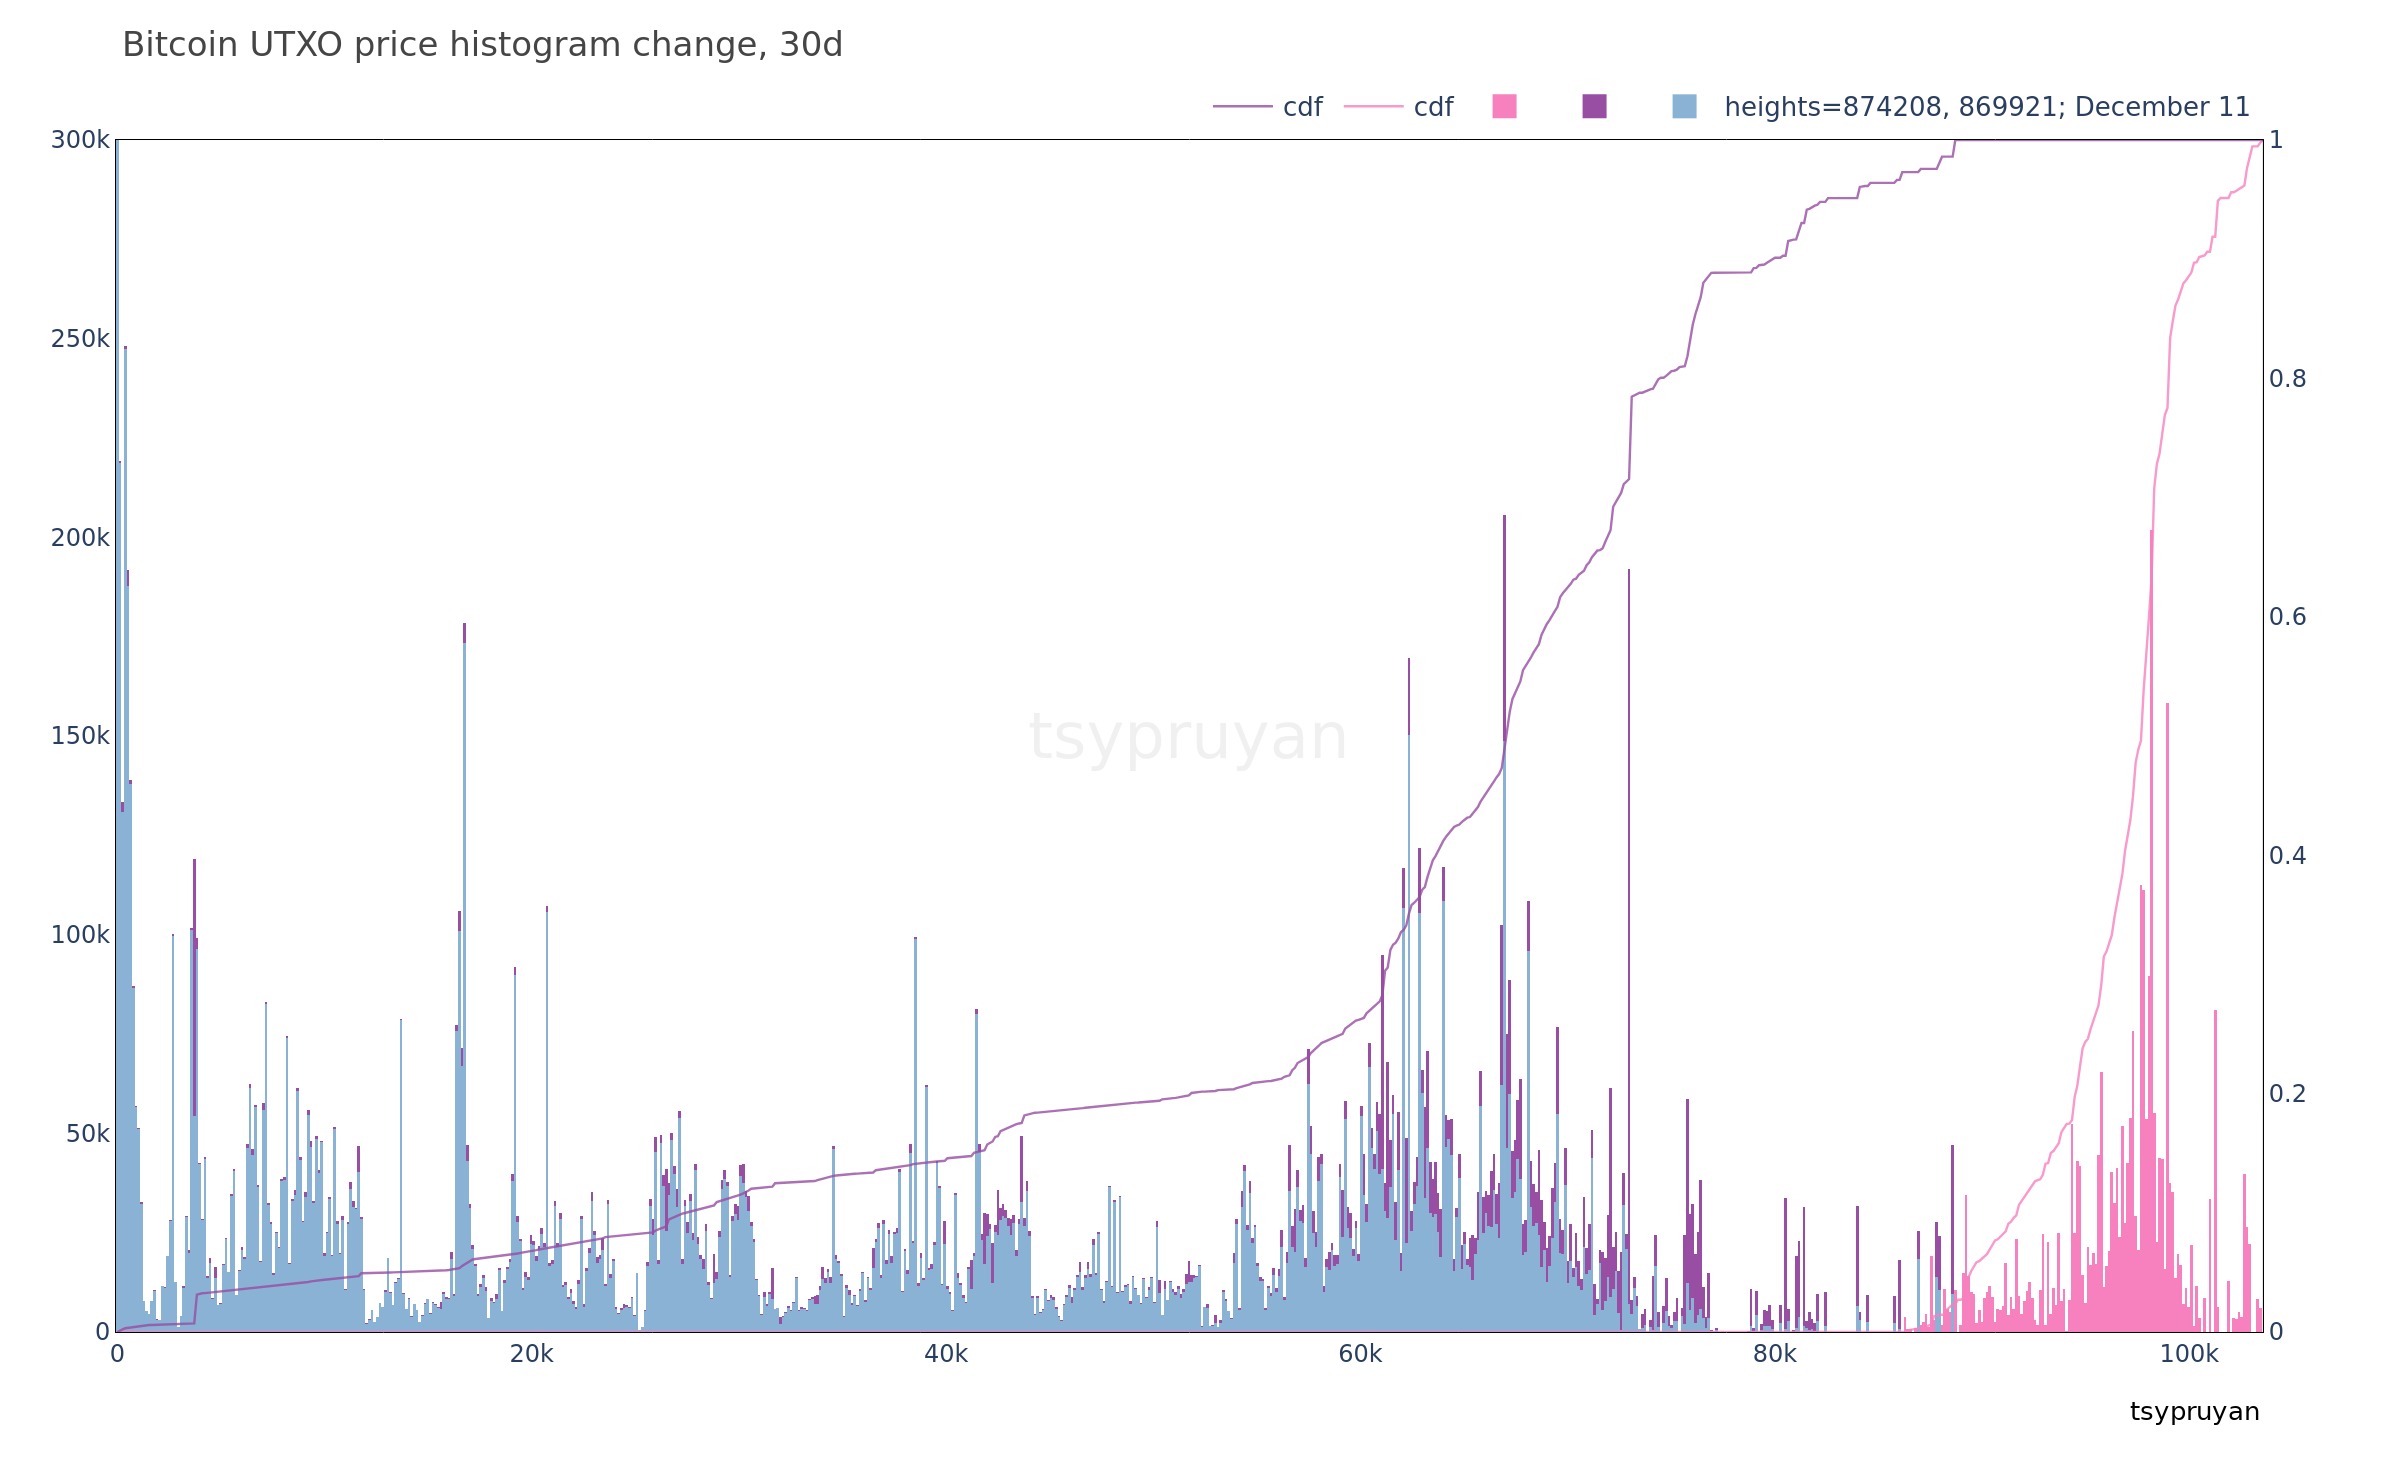 Bitcoin UTXO price histogram change, 30d
cdf cdf heights=874208, 869921; December 11
300k 1
250k
0.8
200k
0.6
150k
tsypruyan
0.4
100k
0.2
50k
0 0
0 20k 40k 60k 80k 100k
tsypruyan